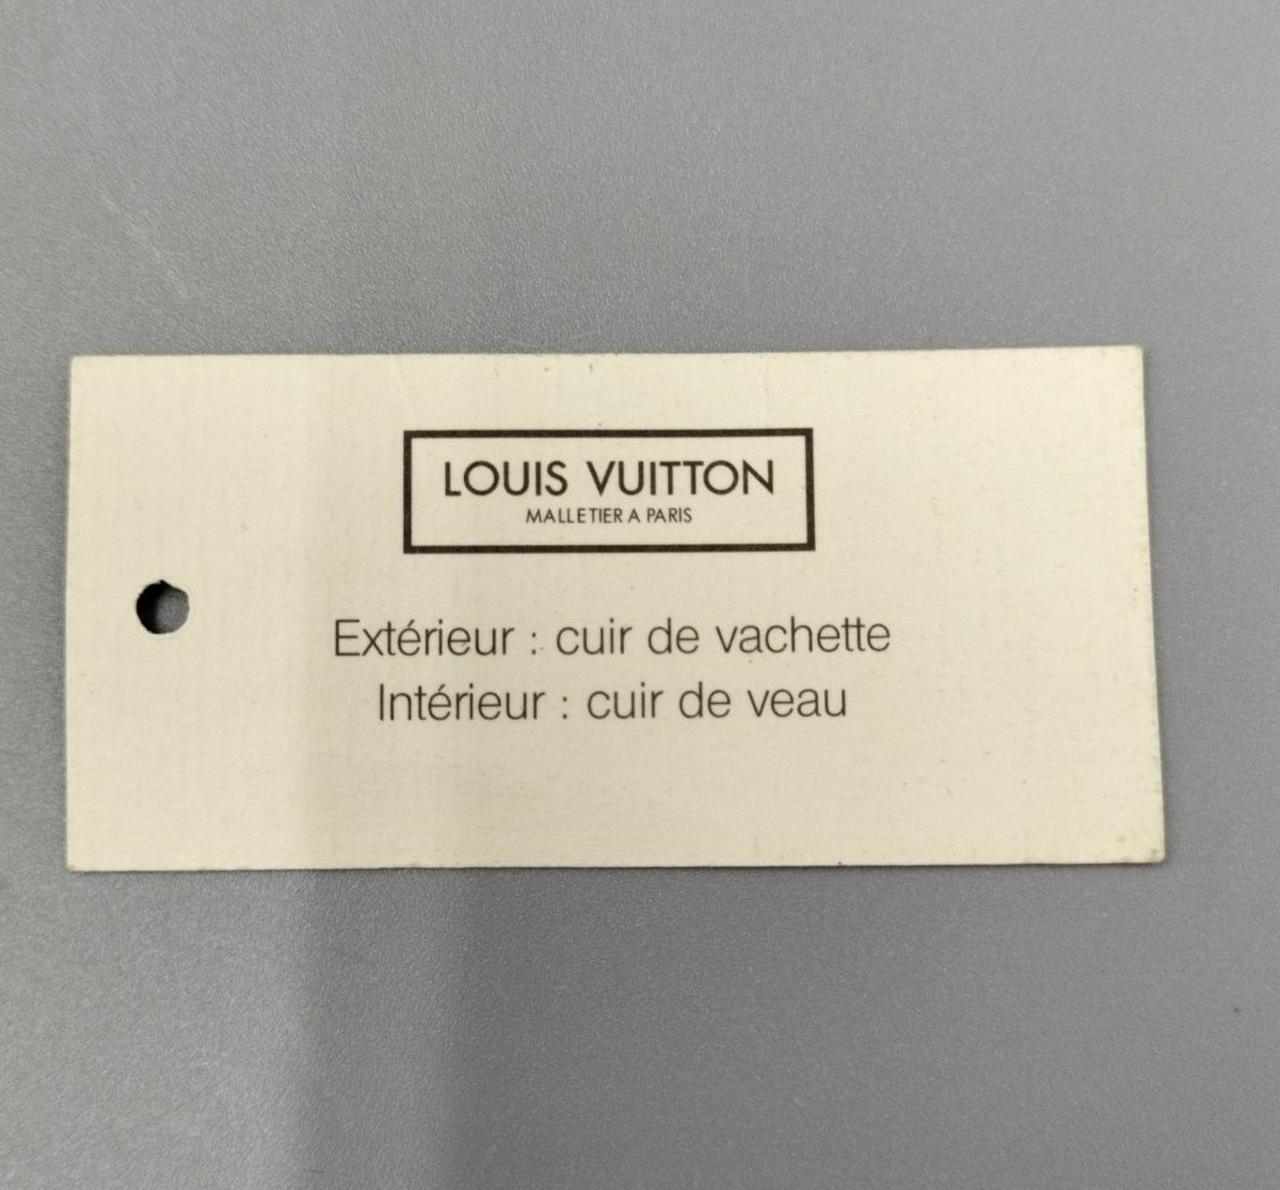 LOUIS VUITTON
MALLETIER A PARIS
Extérieur : cuir de vachette
Intérieur : cuir de veau